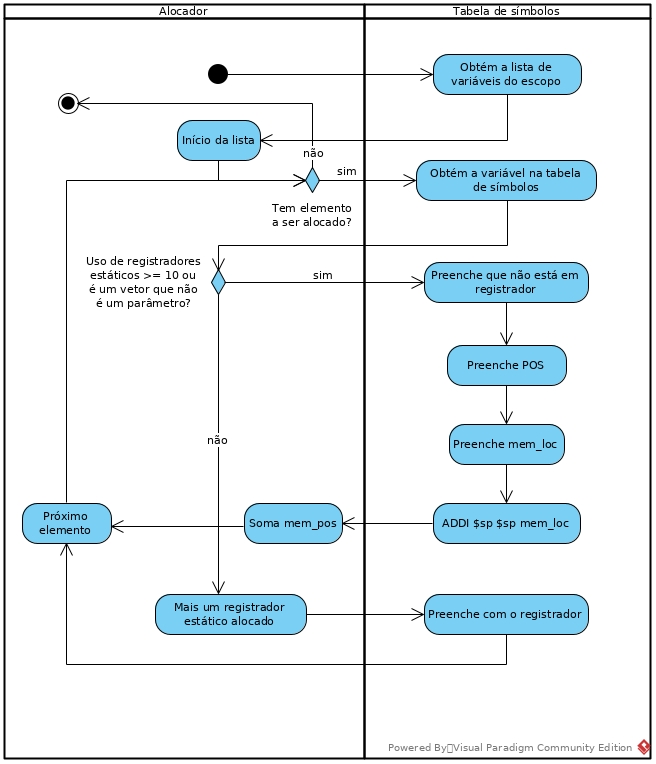 Alocador
Tabela de símbolos
Obtém a lista de
variáveis do escopo
Início da lista
não
sim
Obtém a variável na tabela
de símbolos
Tem elemento
a ser alocado?
Uso de registradores
estáticos >= 10 ou
é um vetor que não
é um parâmetro?
sim
Preenche que não está em
registrador
Preenche POS
não
Preenche mem_loc
Próximo
elemento
Soma mem_pos
ADDI $sp $sp mem_loc
Mais um registrador
estático alocado
Preenche com o registrador
Powered By Visual Paradigm Community Edition